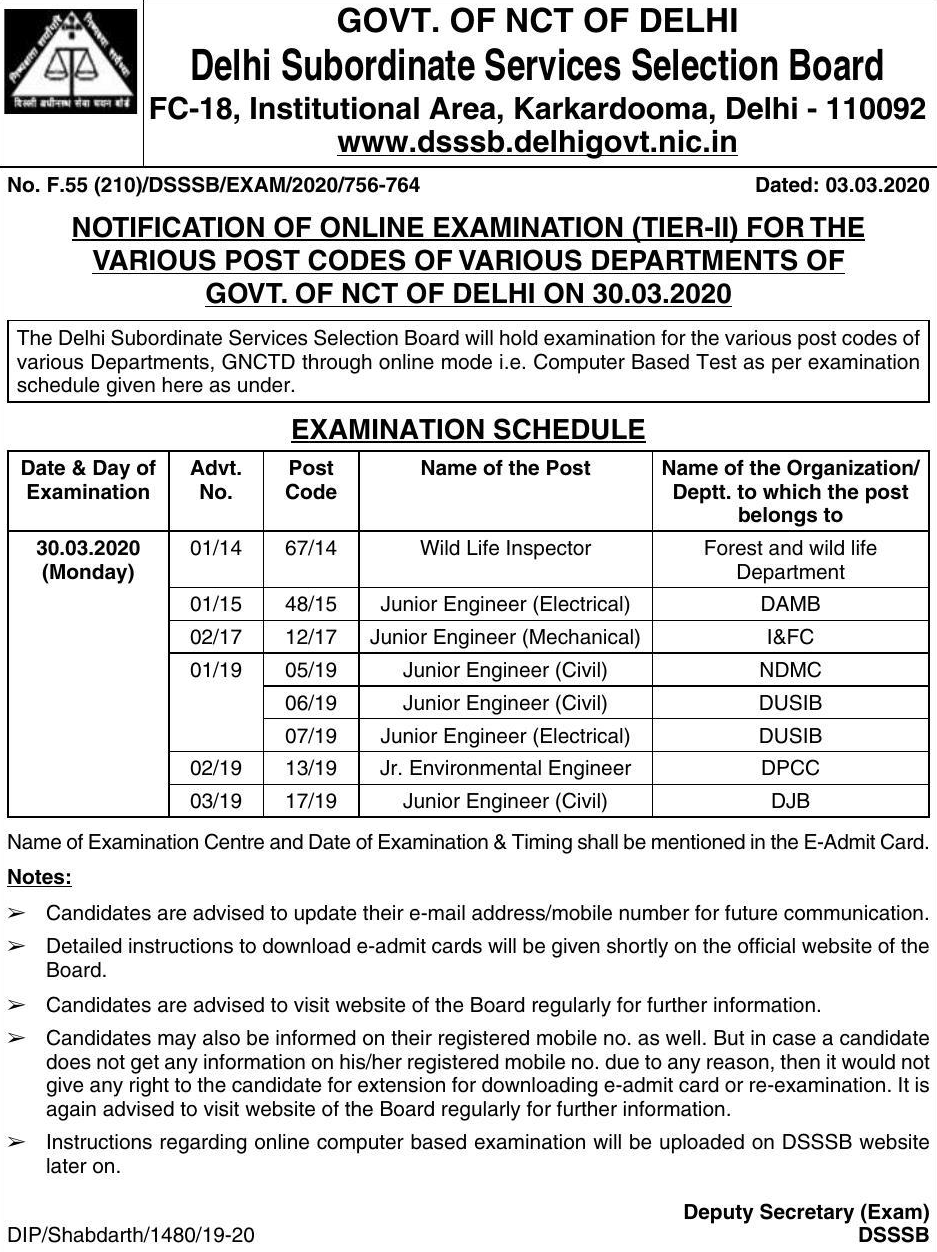 निष्पक्षता सर्वोपरि निष्पक्षता सर्वोच्च
दिल्ली अधीनस्थ सेवा चयन बोर्ड
GOVT. OF NCT OF DELHI
Delhi Subordinate Services Selection Board
FC-18, Institutional Area, Karkardooma, Delhi - 110092
www.dsssb.delhigovt.nic.in
No. F.55 (210)/DSSSB/EXAM/2020/756-764 Dated: 03.03.2020
NOTIFICATION OF ONLINE EXAMINATION (TIER-II) FOR THE
VARIOUS POST CODES OF VARIOUS DEPARTMENTS OF
GOVT. OF NCT OF DELHI ON 30.03.2020
The Delhi Subordinate Services Selection Board will hold examination for the various post codes of
various Departments, GNCTD through online mode i.e. Computer Based Test as per examination
schedule given here as under.
EXAMINATION SCHEDULE
Date & Day of Advt. Post Name of the Post Name of the Organization/
Examination No. Code Deptt. to which the post
belongs to
30.03.2020 01/14 67/14 Wild Life Inspector Forest and wild life
(Monday) Department
01/15 48/15 Junior Engineer (Electrical) DAMB
02/17 12/17 Junior Engineer (Mechanical) I&FC
01/19 05/19 Junior Engineer (Civil) NDMC
06/19 Junior Engineer (Civil) DUSIB
07/19 Junior Engineer (Electrical) DUSIB
02/19 13/19 Jr. Environmental Engineer DPCC
03/19 17/19 Junior Engineer (Civil) DJB
Name of Examination Centre and Date of Examination & Timing shall be mentioned in the E-Admit Card.
Notes:
➢ Candidates are advised to update their e-mail address/mobile number for future communication.
➢ Detailed instructions to download e-admit cards will be given shortly on the official website of the
Board.
➢ Candidates are advised to visit website of the Board regularly for further information.
➢ Candidates may also be informed on their registered mobile no. as well. But in case a candidate
does not get any information on his/her registered mobile no. due to any reason, then it would not
give any right to the candidate for extension for downloading e-admit card or re-examination. It is
again advised to visit website of the Board regularly for further information.
➢ Instructions regarding online computer based examination will be uploaded on DSSSB website
later on.
Deputy Secretary (Exam)
DIP/Shabdarth/1480/19-20 DSSSB